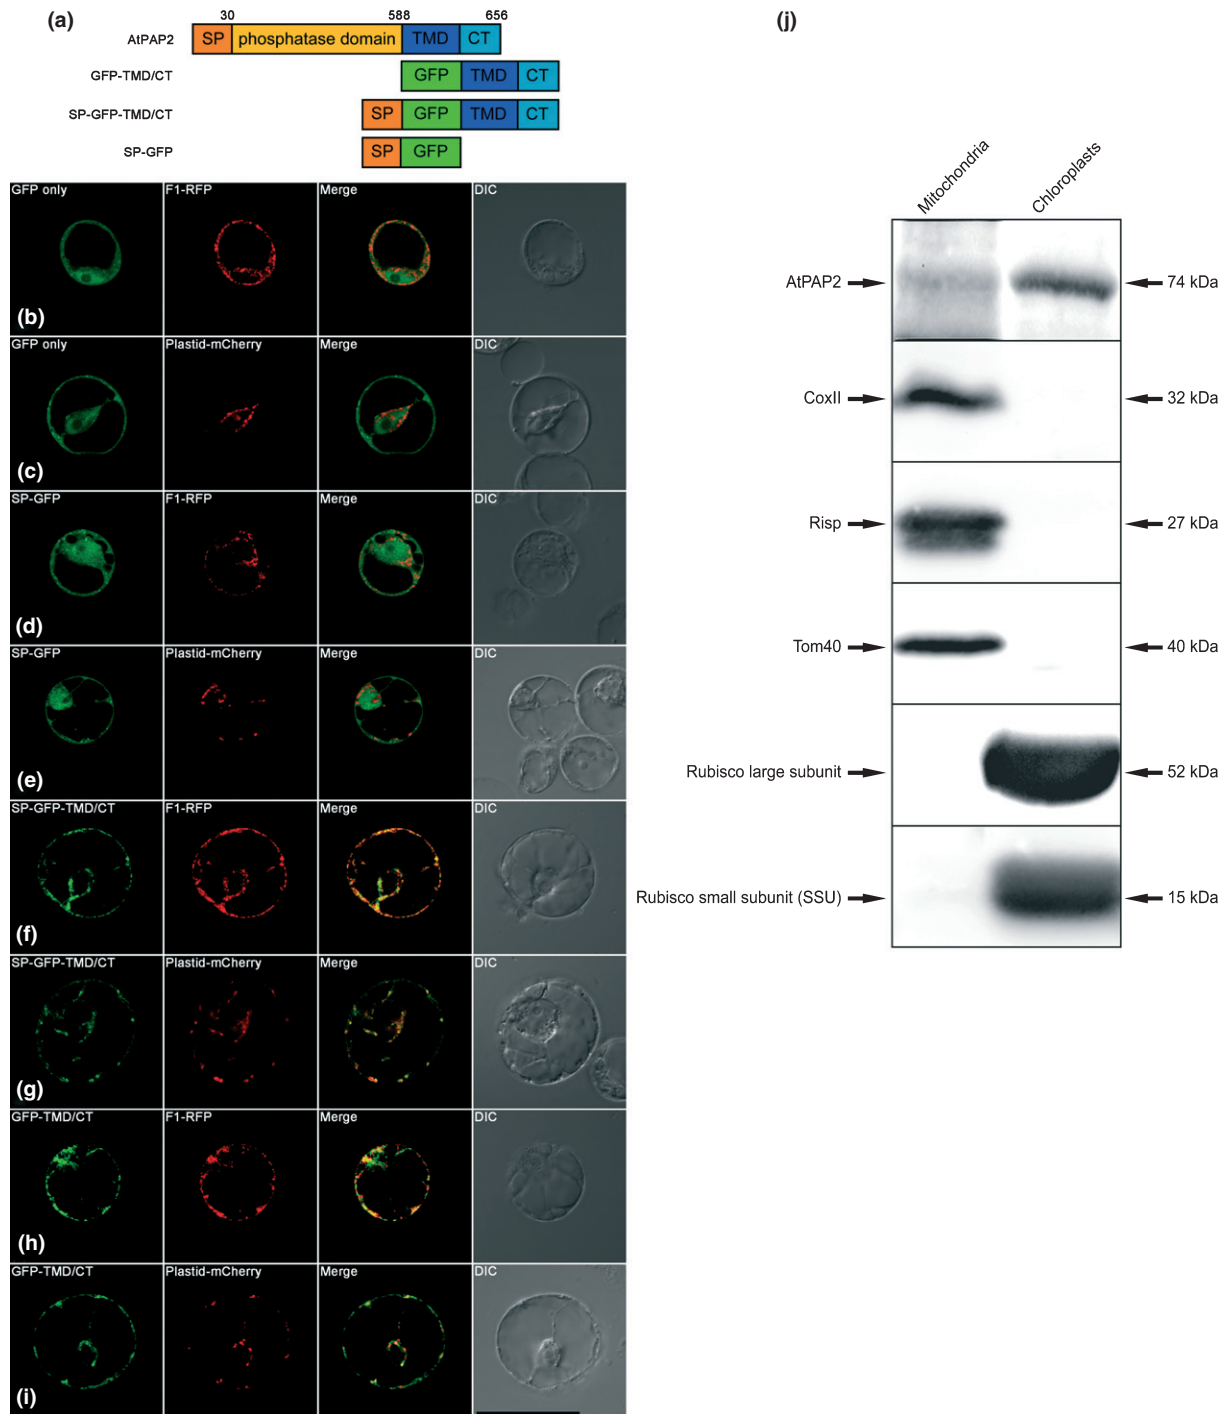 (a)
30 588 656
AtPAP2 SP phosphatase domain TMD CT
GFP-TMD/CT GFP TMD CT
SP-GFP-TMD/CT SP GFP TMD CT
SP-GFP SP GFP
GFP only F1-RFP Merge DIC
(b)
GFP only Plastid-mCherry Merge DIC
(c)
SP-GFP F1-RFP Merge DIC
(d)
SP-GFP Plastid-mCherry Merge DIC
(e)
SP-GFP-TMD/CT F1-RFP Merge DIC
(f)
SP-GFP-TMD/CT Plastid-mCherry Merge DIC
(g)
GFP-TMD/CT F1-RFP Merge DIC
(h)
GFP-TMD/CT Plastid-mCherry Merge DIC
(i)
(j)
Mitochondria Chloroplasts
AtPAP2 74 kDa
CoxII 32 kDa
Risp 27 kDa
Tom40 40 kDa
Rubisco large subunit 52 kDa
Rubisco small subunit (SSU) 15 kDa